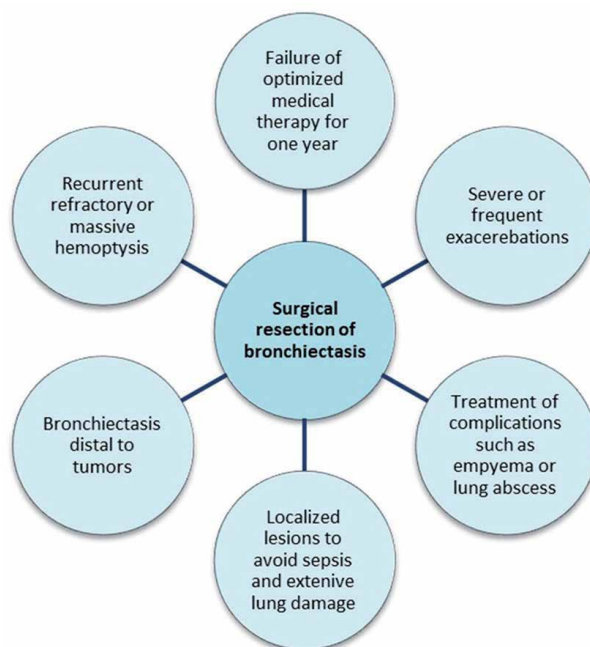 Failure of
optimized
medical
therapy for
one year
Recurrent
refractory or
massive
hemoptysis
Severe or
frequent
exacerebations
Surgical
resection of
bronchiectasis
Bronchiectasis
distal to
tumors
Treatment of
complications
such as
empyema or
lung abscess
Localized
lesions to
avoid sepsis
and extenive
lung damage